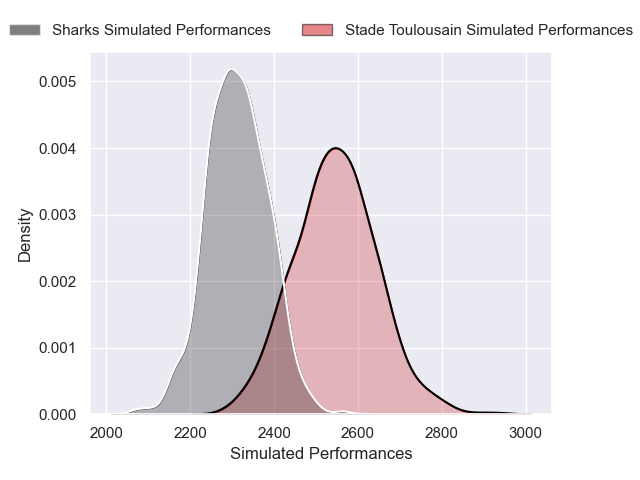 Sharks Simulated Performances Stade Toulousain Simulated Performances
0.005
0.004
0.003
0.002
0.001
0.000
Density
2000 2200 2400 2600 2800 3000
Simulated Performances